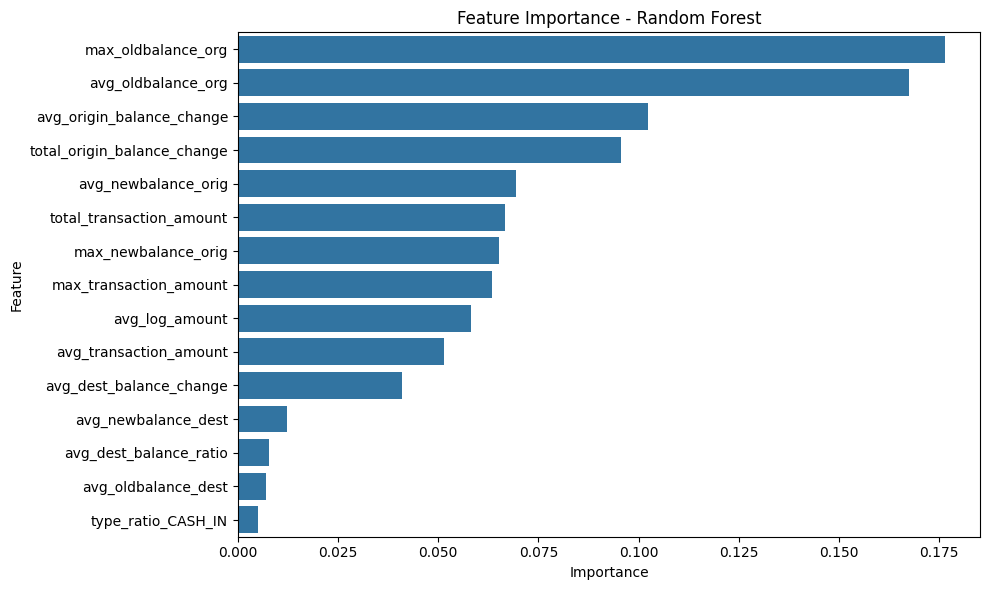 Feature Importance - Random Forest
max_oldbalance_org
avg_oldbalance_org
avg_origin_balance_change
total_origin_balance_change
avg_newbalance_orig
total_transaction_amount
max_newbalance_orig
max_transaction_amount
avg_log_amount
avg_transaction_amount
avg_dest_balance_change
avg_newbalance_dest
avg_dest_balance_ratio
avg_oldbalance_dest
type_ratio_CASH_IN
Feature
0.000 0.025 0.050 0.075 0.100 0.125 0.150 0.175
Importance